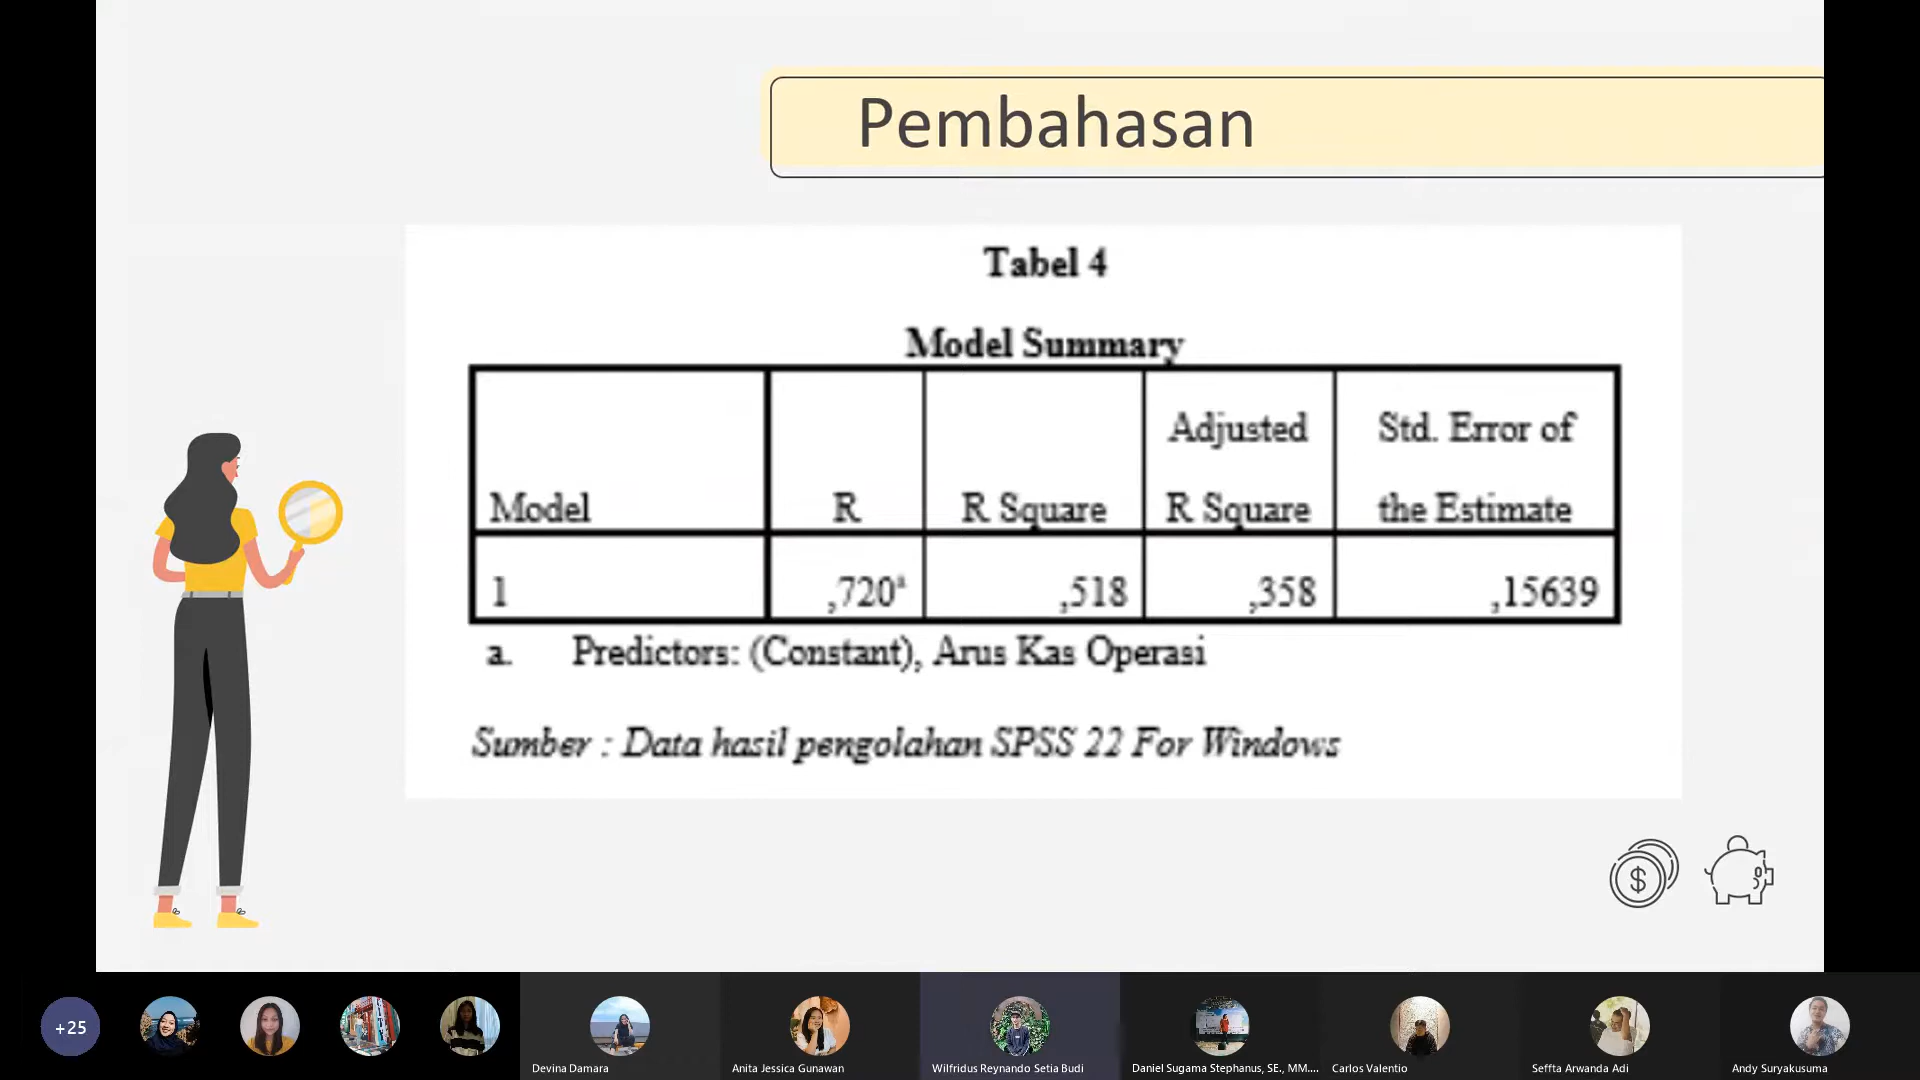 Pembahasan
Tabel 4
Model Summary
Model R R Square Adjusted R Square Std. Error of the Estimate
1 ,720ᵃ ,518 ,358 ,15639
a. Predictors: (Constant), Arus Kas Operasi
Sumber : Data hasil pengolahan SPSS 22 For Windows
$
+25
Devina Damara
Anita Jessica Gunawan
Wilfridus Reynando Setia Budi
Daniel Sugama Stephanus, SE., MM....
Carlos Valentio
Seffta Arwanda Adi
Andy Suryakusuma